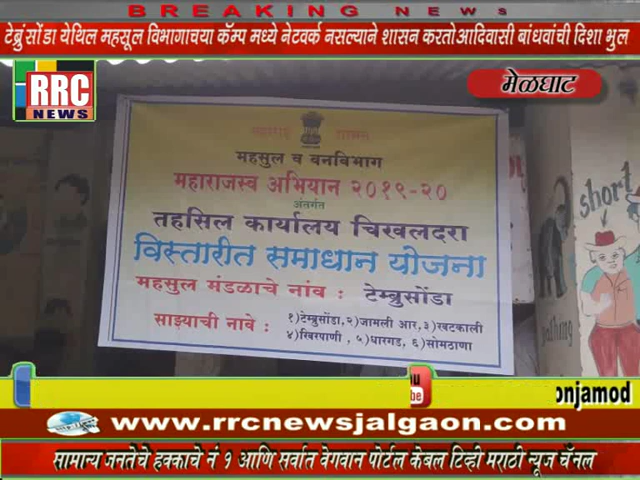 BREAKING NEWS
टेब्रुंसोंडा येथिल महसूल विभागाचया कॅम्प मध्ये नेटवर्क नसल्याने शासन करतोआदिवासी बांधवांची दिशा भुल
RRC
NEWS
मेळघाट
महसुल व वनविभाग
महाराजस्व अभियान २०१९-२०
अंतर्गत
तहसिल कार्यालय चिखलदरा
विस्तारीत समाधान योजना
महसुल मंडळाचे नांव : टेम्ब्रुसोंडा
साझ्याची नावे : १)टेम्ब्रुसोंडा,२)जामली आर,३)खटकाली
४)खिरपाणी , ५)धारगड, ६)सोमठाणा
short
onjamod
www.rrcnewsjalgaon.com
सामान्य जनतेचे हक्काचे नं १ आणि सर्वात वेगवान पोर्टल केबल टिव्ही मराठी न्यूज चॅनल